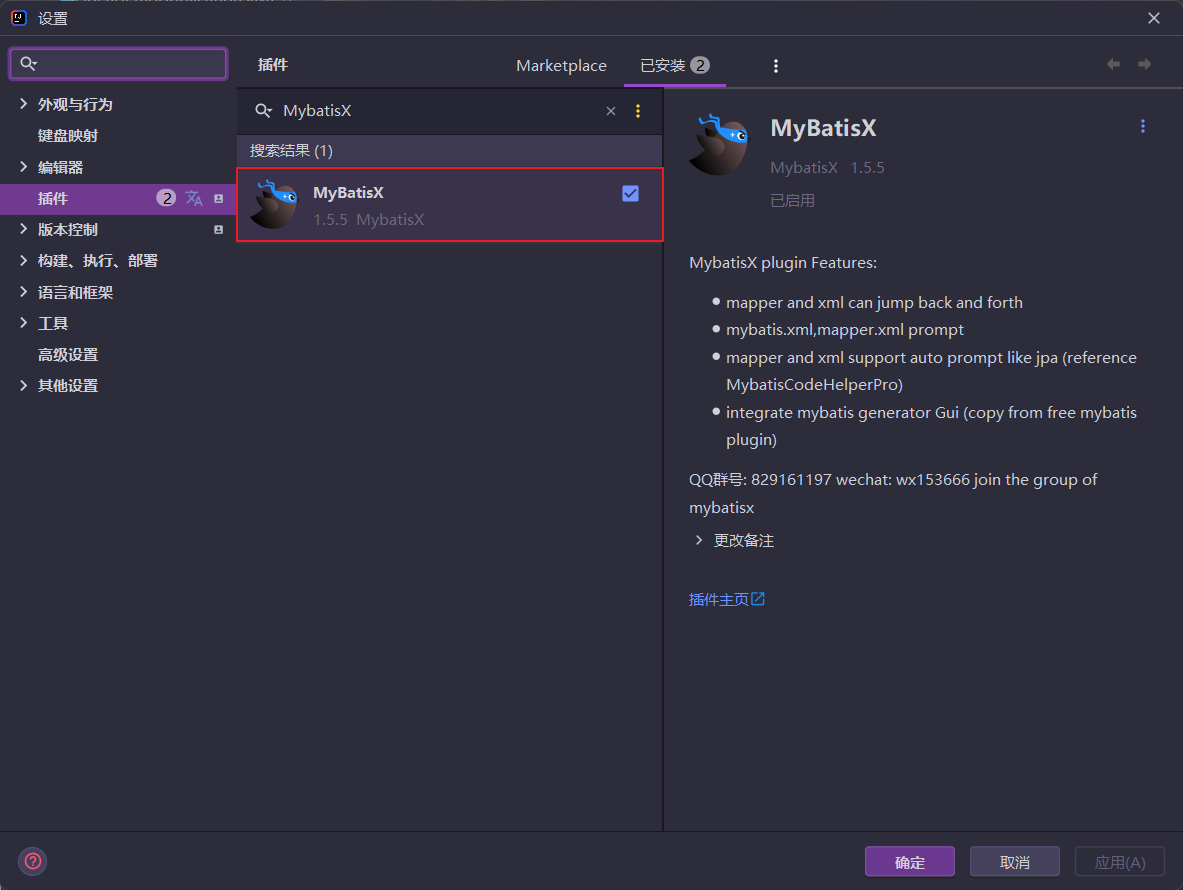 设置
外观与行为
键盘映射
编辑器
插件 2
版本控制
构建、执行、部署
语言和框架
工具
高级设置
其他设置
插件 Marketplace 已安装 2
MybatisX
搜索结果 (1)
MyBatisX
1.5.5 MybatisX
MyBatisX
MybatisX 1.5.5
已启用
MybatisX plugin Features:
mapper and xml can jump back and forth
mybatis.xml,mapper.xml prompt
mapper and xml support auto prompt like jpa (reference
MybatisCodeHelperPro)
integrate mybatis generator Gui (copy from free mybatis
plugin)
QQ群号: 829161197 wechat: wx153666 join the group of
mybatisx
更改备注
插件主页
确定 取消 应用(A)